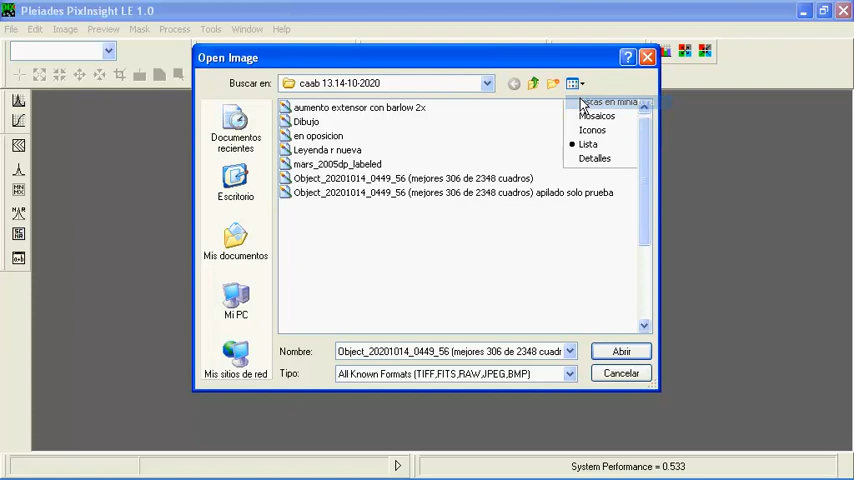 Pleiades PixInsight LE 1.0
File Edit Image Preview Mask Process Tools Window Help
Open Image
Buscar en: caab 13.14-10-2020
aumento extensor con barlow 2x
Dibujo
en oposicion
Leyenda r nueva
mars_2005dp_labeled
Object_20201014_0449_56 (mejores 306 de 2348 cuadros)
Object_20201014_0449_56 (mejores 306 de 2348 cuadros) apilado solo prueba
en minia
Mosaicos
Iconos
Lista
Detalles
Documentos recientes
Escritorio
Mis documentos
Mi PC
Mis sitios de red
Nombre: Object_20201014_0449_56 (mejores 306 de 2348 cuadr
Abrir
Tipo: All Known Formats (TIFF,FITS,RAW,JPEG,BMP)
Cancelar
System Performance = 0.533